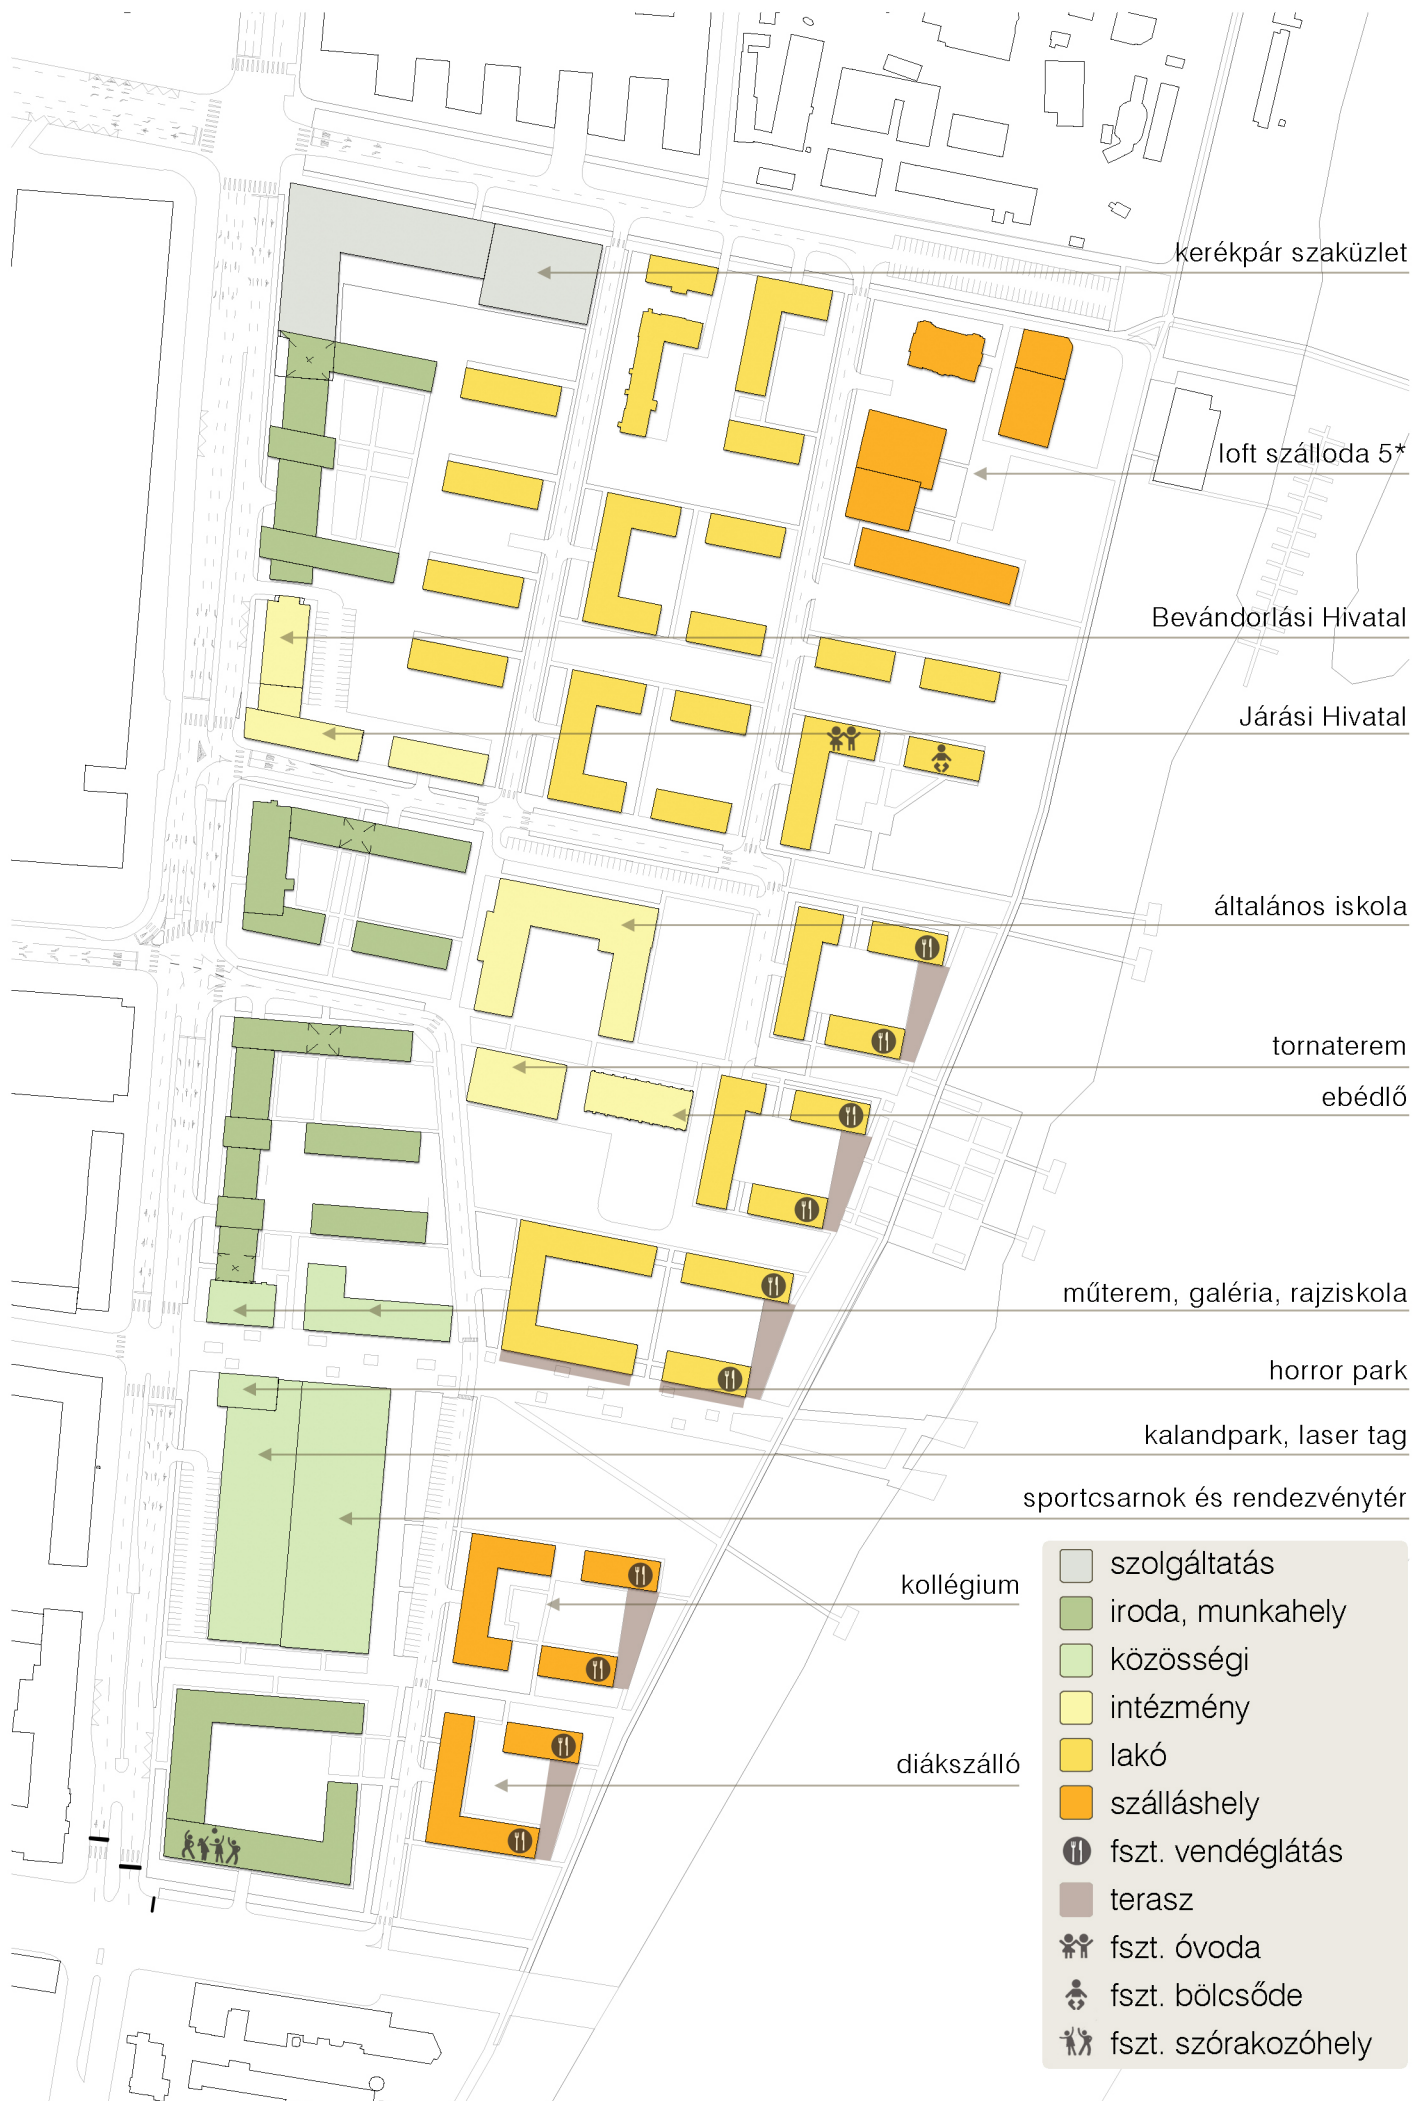 kerékpár szaküzlet
loft szálloda 5*
Bevándorlási Hivatal
Járási Hivatal
általános iskola
tornaterem
ebédlő
műterem, galéria, rajziskola
horror park
kalandpark, laser tag
sportcsarnok és rendezvénytér
kollégium
diákszálló
szolgáltatás
iroda, munkahely
közösségi
intézmény
lakó
szálláshely
fszt. vendéglátás
terasz
fszt. óvoda
fszt. bölcsőde
fszt. szórakozóhely